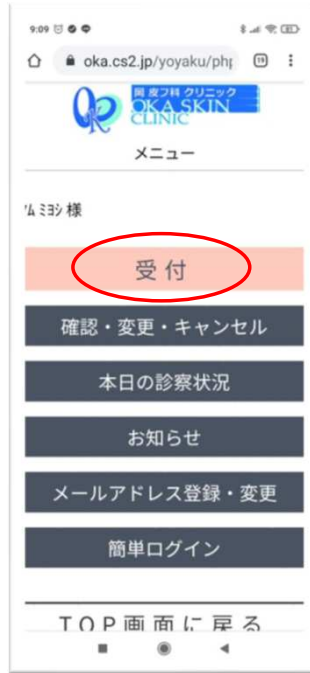 9:09
oka.cs2.jp/yoyaku/php
岡 皮フ科 クリニック
OKA SKIN
CLINIC
メニュー
ﾑ ﾐﾖｼ 様
受付
確認・変更・キャンセル
本日の診察状況
お知らせ
メールアドレス登録・変更
簡単ログイン
TOP画面に戻る